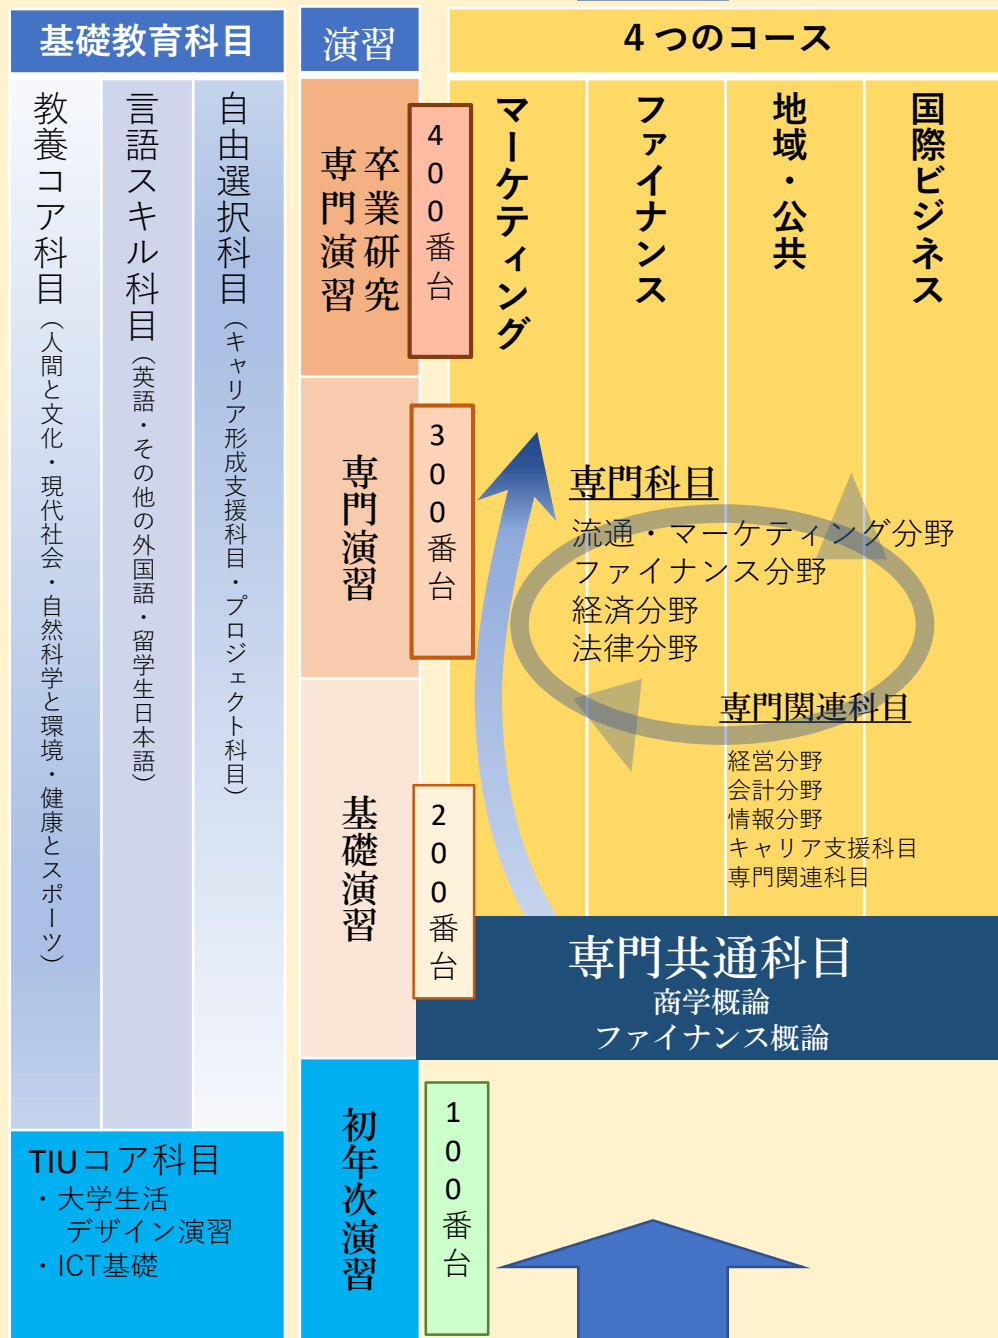 基礎教育科目
教養コア科目（人間と文化・現代社会・自然科学と環境・健康とスポーツ）
言語スキル科目（英語・その他の外国語・留学生日本語）
自由選択科目（キャリア形成支援科目・プロジェクト科目）
TIUコア科目
・大学生活
デザイン演習
・ICT基礎
演習
卒業研究
専門演習
専門演習
基礎演習
初年次演習
400番台
300番台
200番台
100番台
4つのコース
マーケティング
ファイナンス
地域・公共
国際ビジネス
専門科目
流通・マーケティング分野
ファイナンス分野
経済分野
法律分野
専門関連科目
経営分野
会計分野
情報分野
キャリア支援科目
専門関連科目
専門共通科目
商学概論
ファイナンス概論